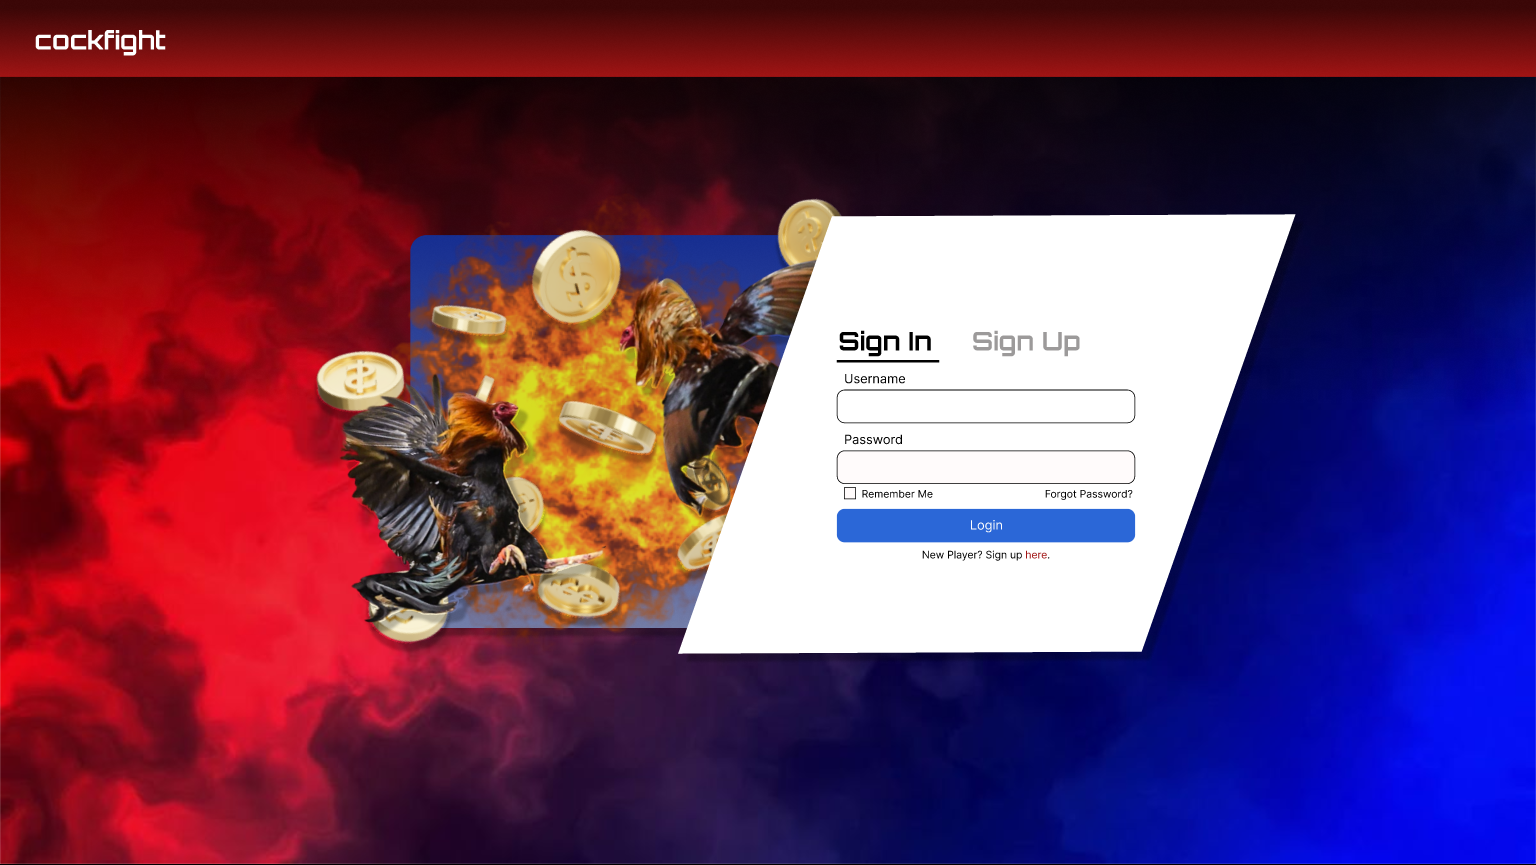 cockfight
Sign In Sign Up
Username
Password
Remember Me Forgot Password?
Login
New Player? Sign up here.